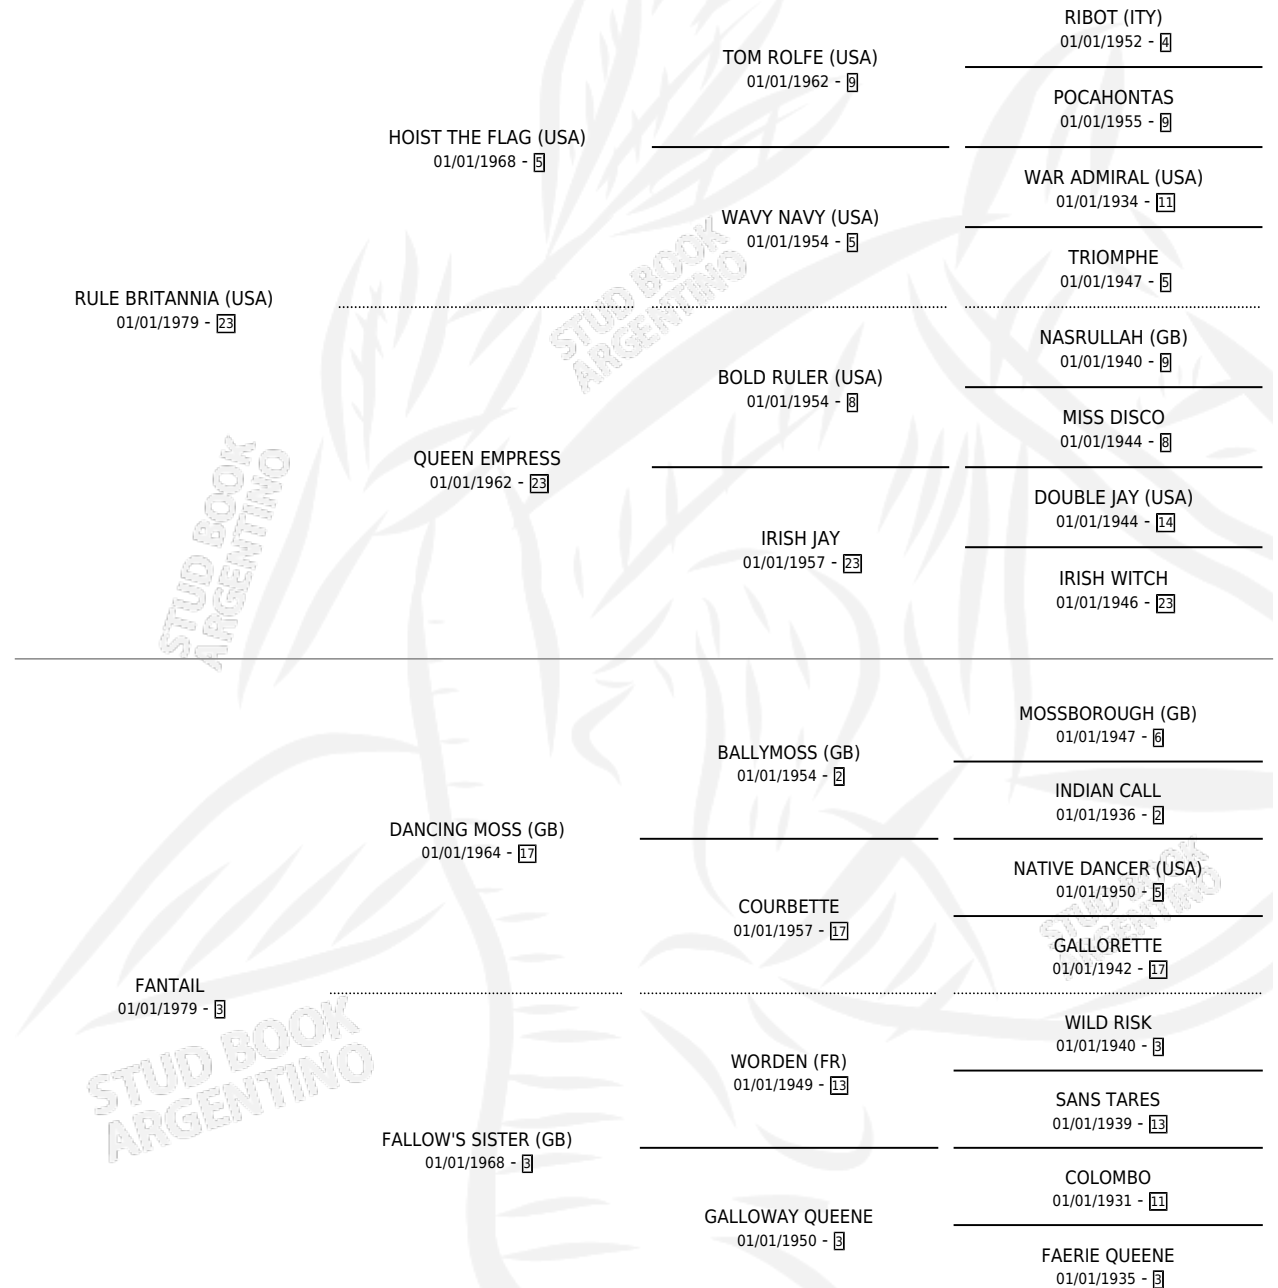 RIBOT (ITY)
01/01/1952 - 4
TOM ROLFE (USA)
01/01/1962 - 9
POCAHONTAS
01/01/1955 - 9
HOIST THE FLAG (USA)
01/01/1968 - 5
WAR ADMIRAL (USA)
01/01/1934 - 11
WAVY NAVY (USA)
01/01/1954 - 5
TRIOMPHE
01/01/1947 - 5
RULE BRITANNIA (USA)
01/01/1979 - 23
STUD BOOK
ARGENTINO
NASRULLAH (GB)
01/01/1940 - 9
BOLD RULER (USA)
01/01/1954 - 8
MISS DISCO
01/01/1944 - 8
QUEEN EMPRESS
01/01/1962 - 23
DOUBLE JAY (USA)
01/01/1944 - 14
IRISH JAY
01/01/1957 - 23
IRISH WITCH
01/01/1946 - 23
STUD BOOK
ARGENTINO
MOSSBOROUGH (GB)
01/01/1947 - 6
BALLYMOSS (GB)
01/01/1954 - 2
INDIAN CALL
01/01/1936 - 2
DANCING MOSS (GB)
01/01/1964 - 17
NATIVE DANCER (USA)
01/01/1950 - 5
COURBETTE
01/01/1957 - 17
STUD BOOK
ARGENTINO
GALLORETTE
01/01/1942 - 17
FANTAIL
01/01/1979 - 3
WILD RISK
01/01/1940 - 3
WORDEN (FR)
01/01/1949 - 13
STUD BOOK
ARGENTINO
SANS TARES
01/01/1939 - 13
FALLOW'S SISTER (GB)
01/01/1968 - 3
COLOMBO
01/01/1931 - 11
GALLOWAY QUEENE
01/01/1950 - 3
FAERIE QUEENE
01/01/1935 - 3